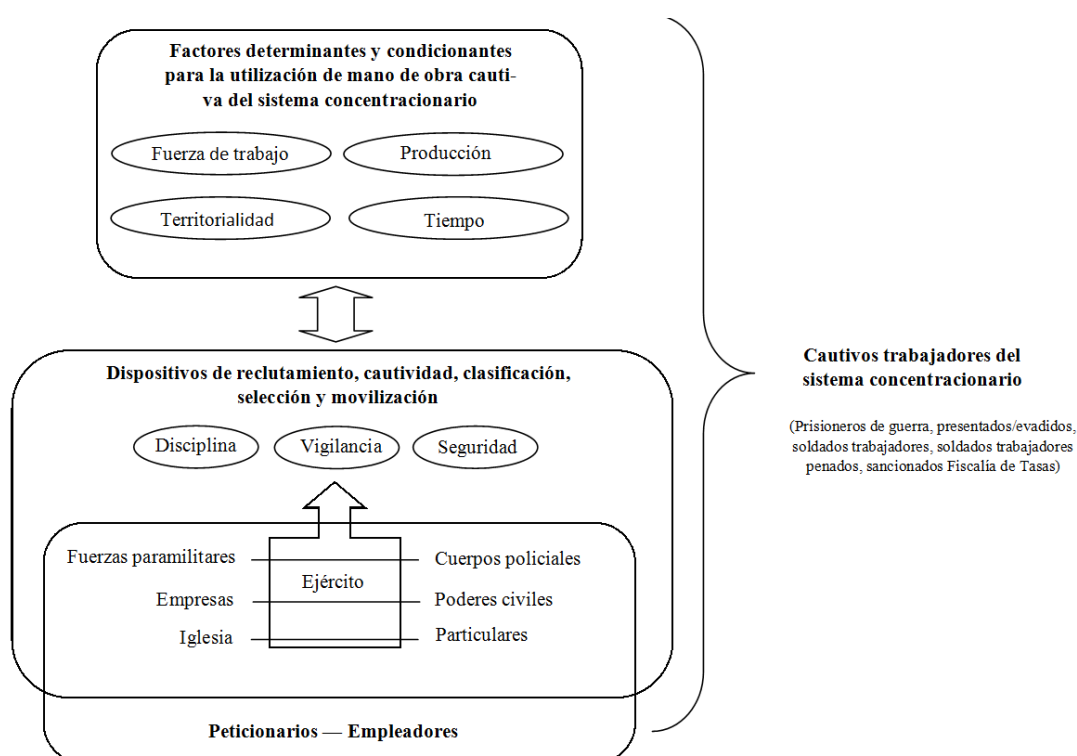 Factores determinantes y condicionantes
para la utilización de mano de obra cauti-
va del sistema concentracionario
Fuerza de trabajo
Producción
Territorialidad
Tiempo
Dispositivos de reclutamiento, cautividad, clasificación,
selección y movilización
Disciplina
Vigilancia
Seguridad
Fuerzas paramilitares
Cuerpos policiales
Ejército
Empresas
Poderes civiles
Iglesia
Particulares
Peticionarios — Empleadores
Cautivos trabajadores del
sistema concentracionario
(Prisioneros de guerra, presentados/evadidos,
soldados trabajadores, soldados trabajadores
penados, sancionados Fiscalía de Tasas)